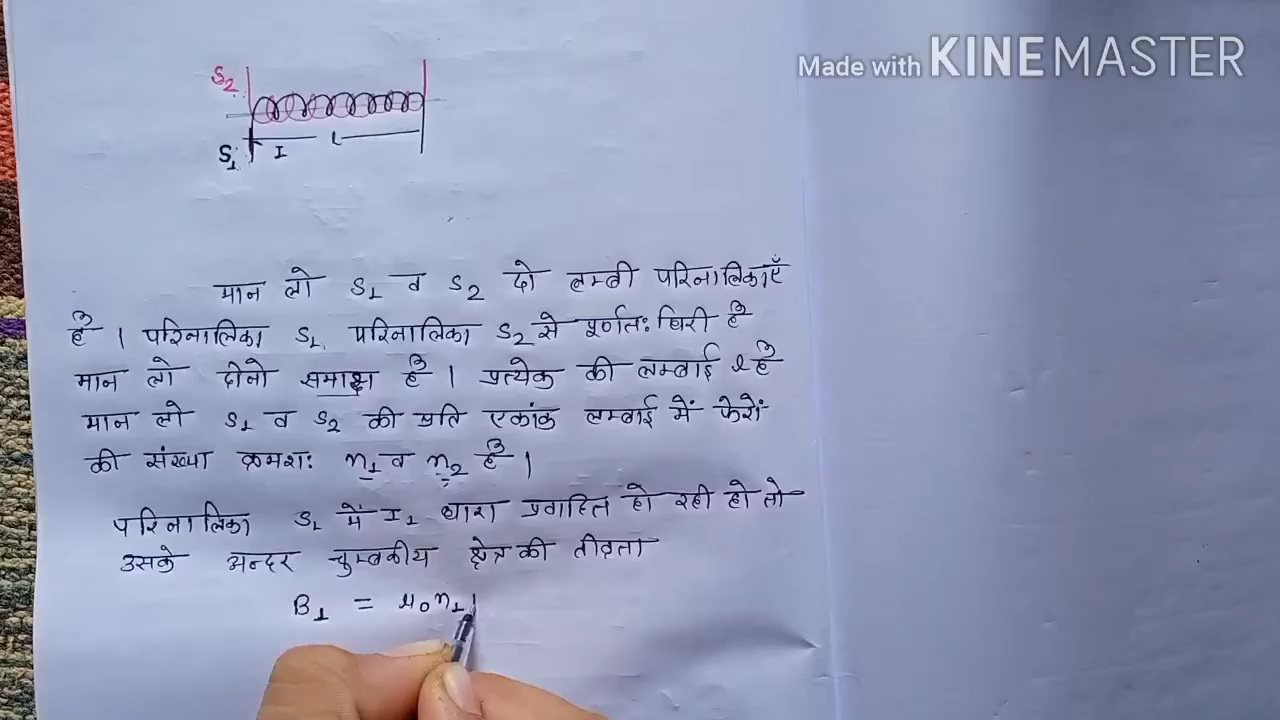 Made with KINEMASTER
S2
S1 I l
मान लो S1 व S2 दो लम्बी परिनालिकाएँ
है । परिनालिका S1 परिनालिका S2 से पूर्णतः घिरी है
मान लो दोनो समाक्ष है । प्रत्येक की लम्बाई l है
मान लो S1 व S2 की प्रति एकांक लम्बाई में फेरों
की संख्या क्रमशः n1 व n2 है ।
परिनालिका S1 में I1 धारा प्रवाहित हो रही हो तो
उसके अन्दर चुम्बकीय क्षेत्र की तीव्रता
B1 = μ0n1